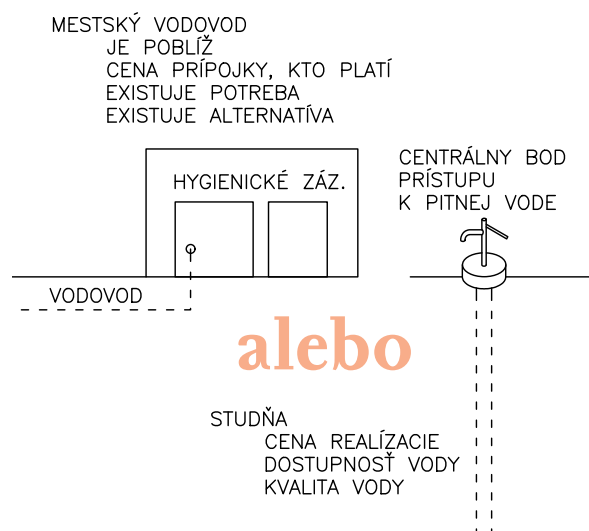 MESTSKÝ VODOVOD
JE POBLÍŽ
CENA PRÍPOJKY, KTO PLATÍ
EXISTUJE POTREBA
EXISTUJE ALTERNATÍVA
HYGIENICKÉ ZÁZ.
CENTRÁLNY BOD
PRÍSTUPU
K PITNEJ VODE
VODOVOD
alebo
STUDŇA
CENA REALÍZACIE
DOSTUPNOSŤ VODY
KVALITA VODY